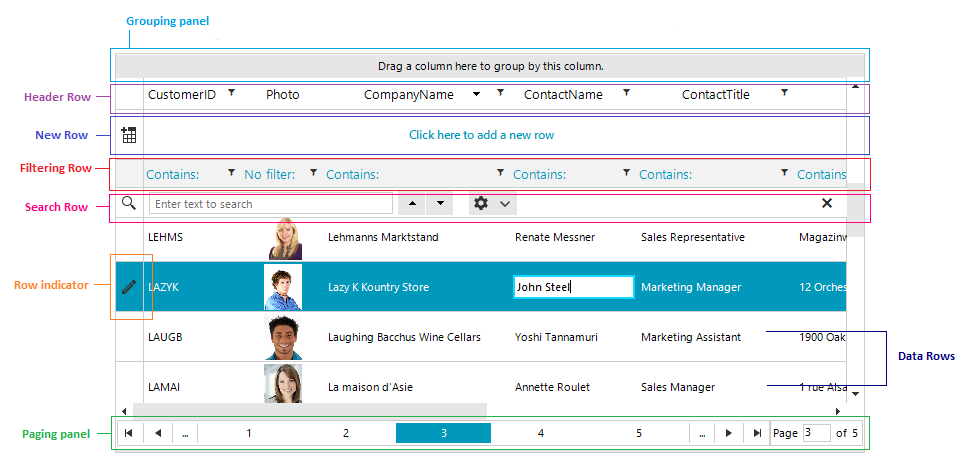 Grouping panel
Drag a column here to group by this column.
Header Row CustomerID Photo CompanyName ContactName ContactTitle
New Row Click here to add a new row
Filtering Row Contains: No filter: Contains: Contains: Contains: Contains
Search Row Enter text to search
LEHMS Lehmanns Marktstand Renate Messner Sales Representative Magazinw
Row indicator LAZYK Lazy K Kountry Store John Steel Marketing Manager 12 Orches
LAUGB Laughing Bacchus Wine Cellars Yoshi Tannamuri Marketing Assistant 1900 Oak
Data Rows
LAMAI La maison d'Asie Annette Roulet Sales Manager 1 rue Alsa
Paging panel ... 1 2 3 4 5 ... Page 3 of 5